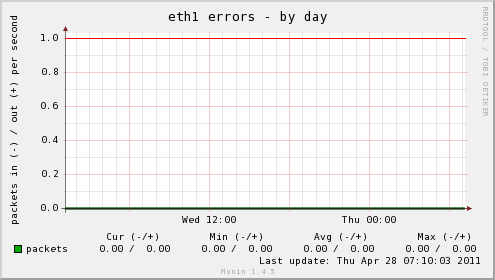 eth1 errors - by day
RRDTOOL / TOBI OETIKER
packets in (-) / out (+) per second
1.0
0.8
0.6
0.4
0.2
0.0
Wed 12:00 Thu 00:00
Cur (-/+) Min (-/+) Avg (-/+) Max (-/+)
packets 0.00 / 0.00 0.00 / 0.00 0.00 / 0.00 0.00 / 0.00
Last update: Thu Apr 28 07:10:03 2011
Munin 1.4.5